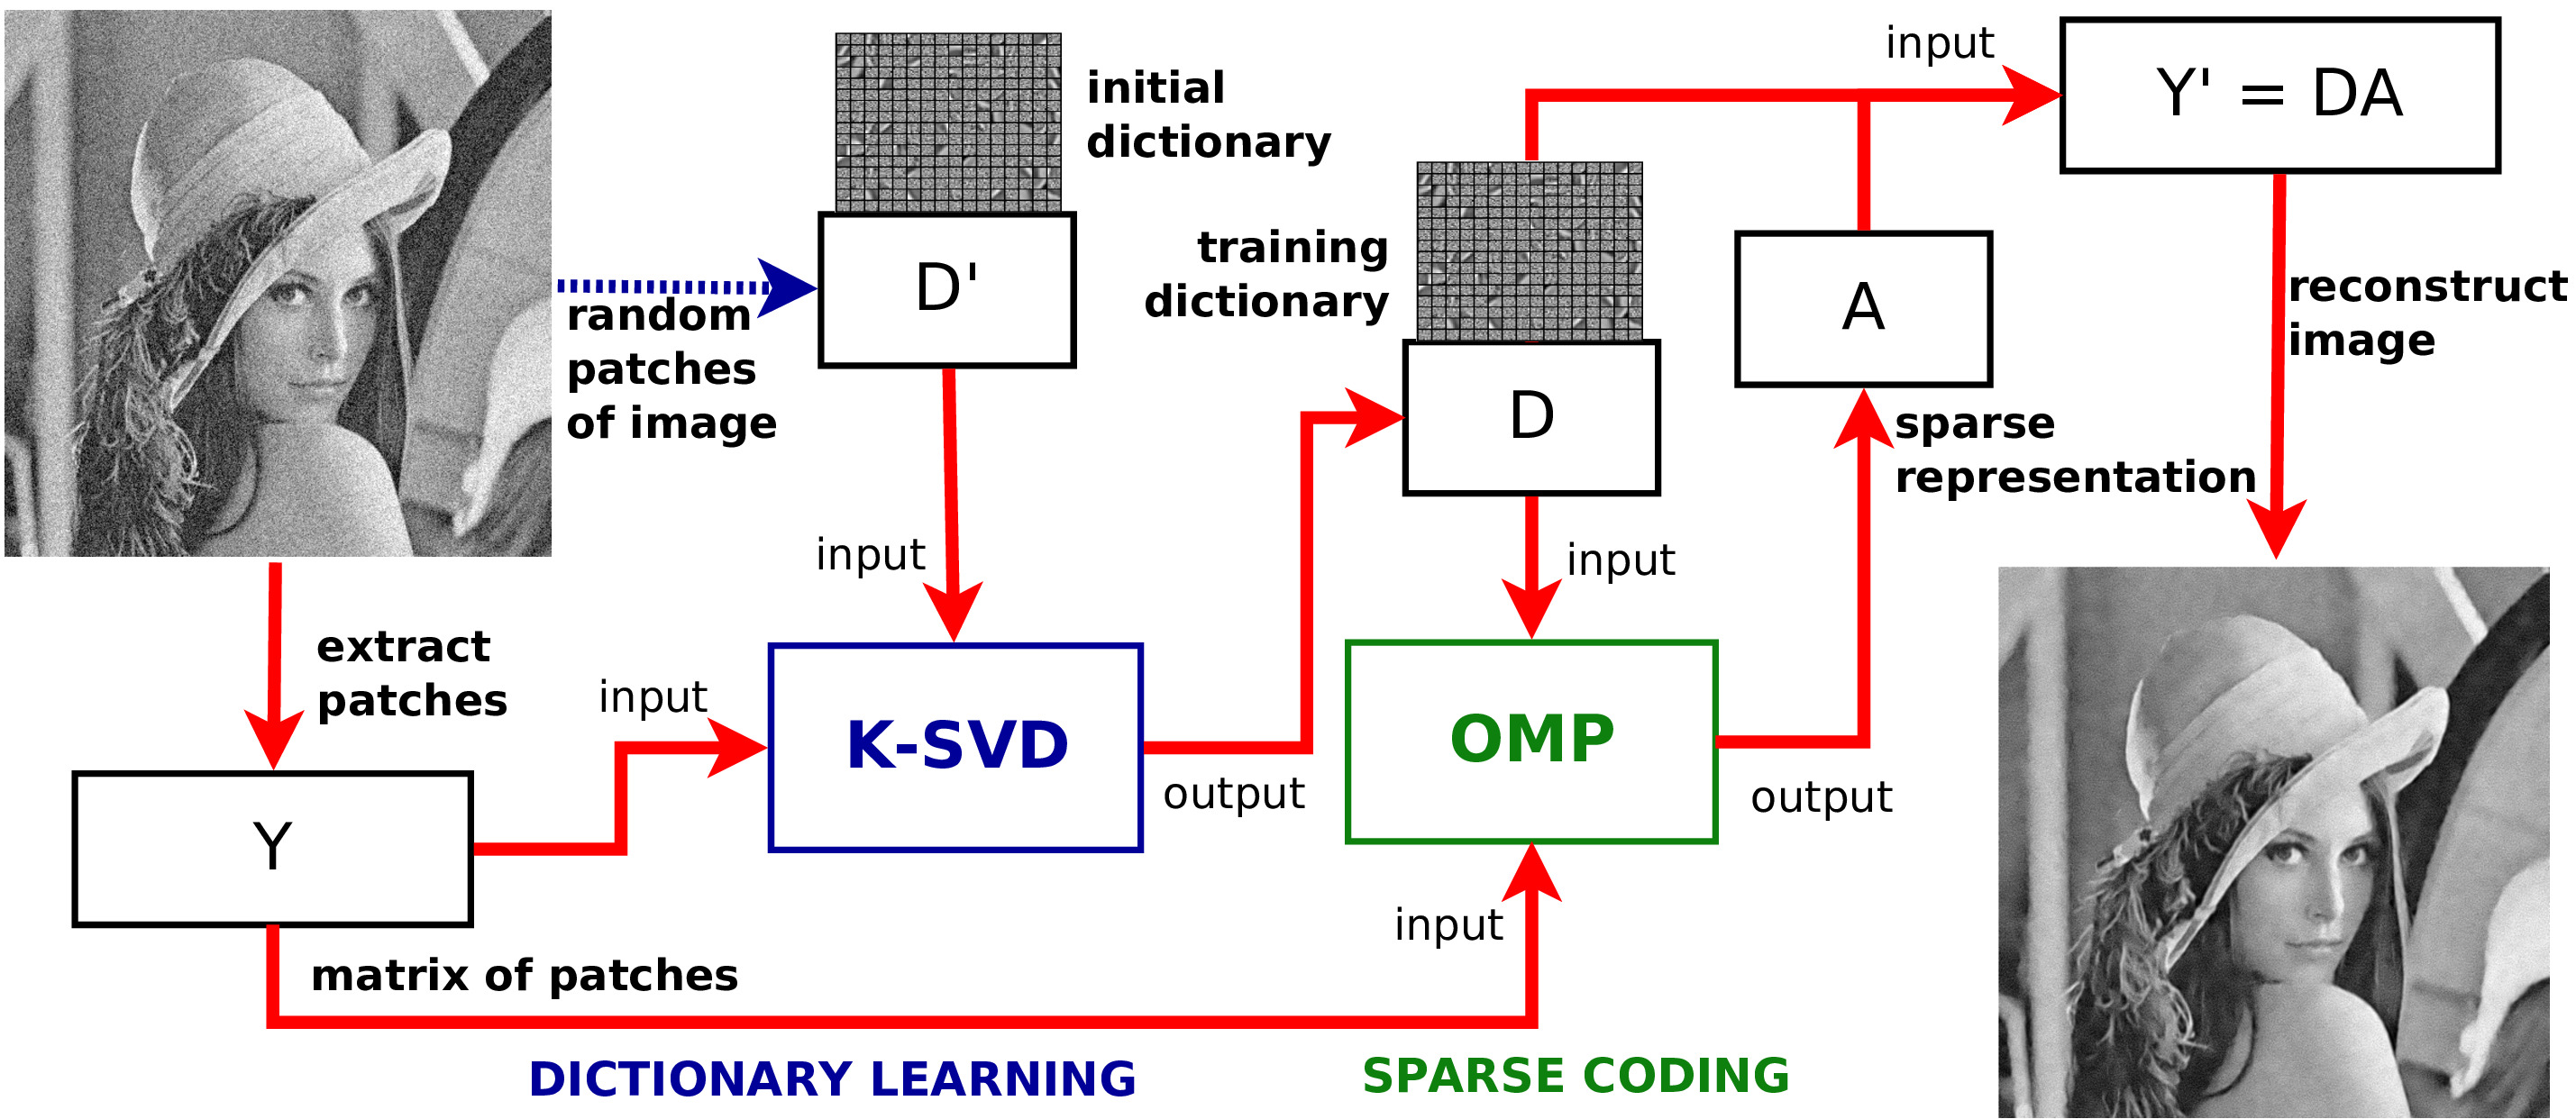 initial
dictionary
D'
random
patches
of image
input
extract
patches
Y
input
K-SVD
output
matrix of patches
training
dictionary
D
input
OMP
input
output
A
sparse
representation
input
Y' = DA
reconstruct
image
DICTIONARY LEARNING
SPARSE CODING